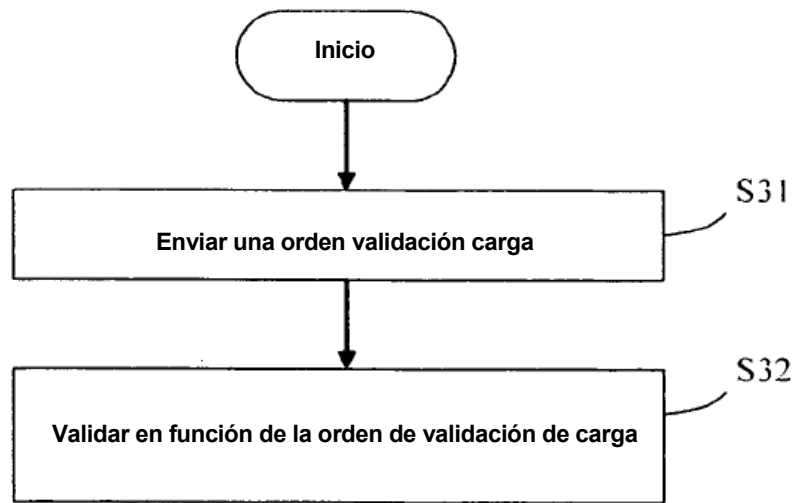 Inicio
S31
Enviar una orden validación carga
S32
Validar en función de la orden de validación de carga